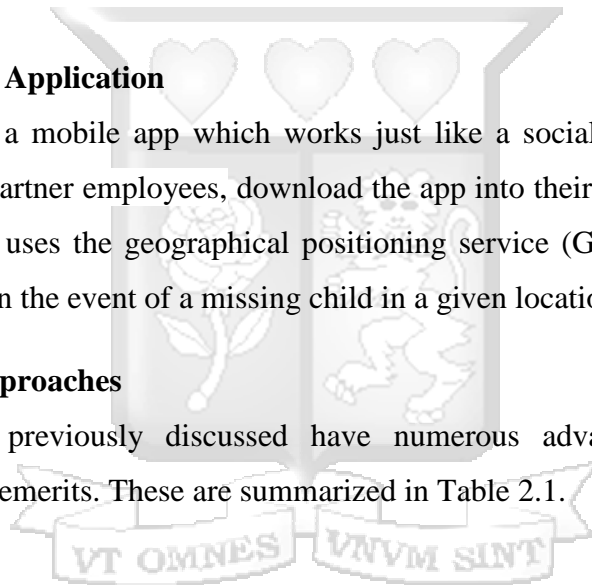 Application
a mobile app which works just like a social
artner employees, download the app into their
uses the geographical positioning service (G
n the event of a missing child in a given locatio
proaches
previously discussed have numerous adva
emerits. These are summarized in Table 2.1.
VT OMNES VNVM SINT